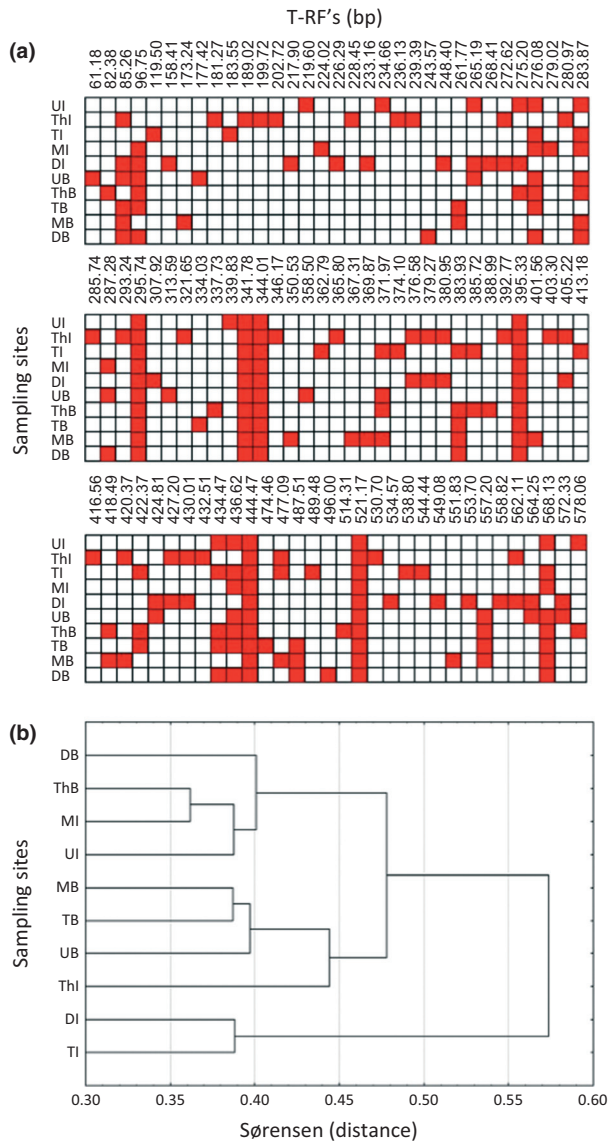 T-RF's (bp)
(a)
61.18 82.38 85.26 96.75 119.50 158.41 173.24 177.42 181.27 183.55 189.02 199.72 202.72 217.90 219.60 224.02 226.29 228.45 233.16 234.66 236.13 239.39 243.57 248.40 261.77 265.19 268.41 272.62 275.20 276.08 279.02 280.97 283.87
UI
ThI
TI
MI
DI
UB
ThB
TB
MB
DB
285.74 287.28 293.24 295.74 307.92 313.59 321.65 334.03 337.73 339.83 341.78 344.01 346.17 350.53 358.50 362.79 365.80 367.31 369.87 371.97 374.10 376.58 379.27 380.95 383.93 385.72 388.99 392.77 395.33 401.56 403.30 405.22 413.18
Sampling sites
UI
ThI
TI
MI
DI
UB
ThB
TB
MB
DB
416.56 418.49 420.37 422.37 424.81 427.20 430.01 432.51 434.47 436.62 444.47 474.46 477.09 487.51 489.48 496.00 514.31 521.17 530.70 534.57 538.80 544.44 549.08 553.70 557.20 558.82 562.11 564.25 568.13 572.33 578.06
UI
ThI
TI
MI
DI
UB
ThB
TB
MB
DB
(b)
Sampling sites
DB
ThB
MI
UI
MB
TB
UB
ThI
DI
TI
0.30 0.35 0.40 0.45 0.50 0.55 0.60
Sørensen (distance)